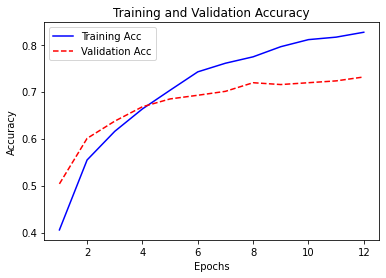 Training and Validation Accuracy
Training Acc
Validation Acc
Accuracy
0.8
0.7
0.6
0.5
0.4
2 4 6 8 10 12
Epochs